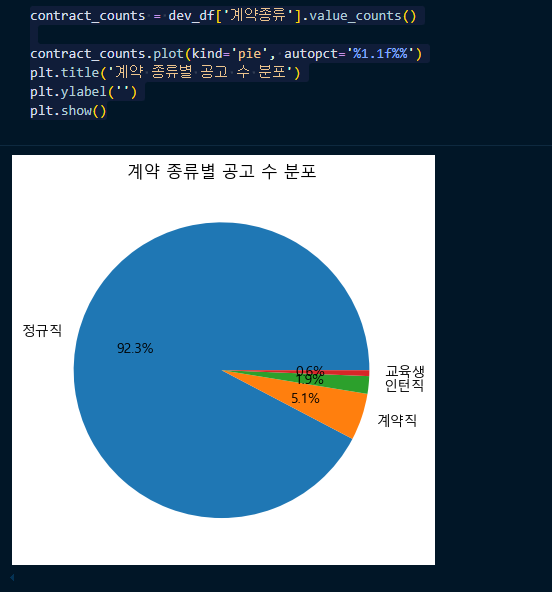 contract_counts = dev_df['계약종류'].value_counts()
contract_counts.plot(kind='pie', autopct='%1.1f%%')
plt.title('계약 종류별 공고 수 분포')
plt.ylabel('')
plt.show()
계약 종류별 공고 수 분포
정규직
92.3%
0.6%
교육생
1.9%
인턴직
5.1%
계약직